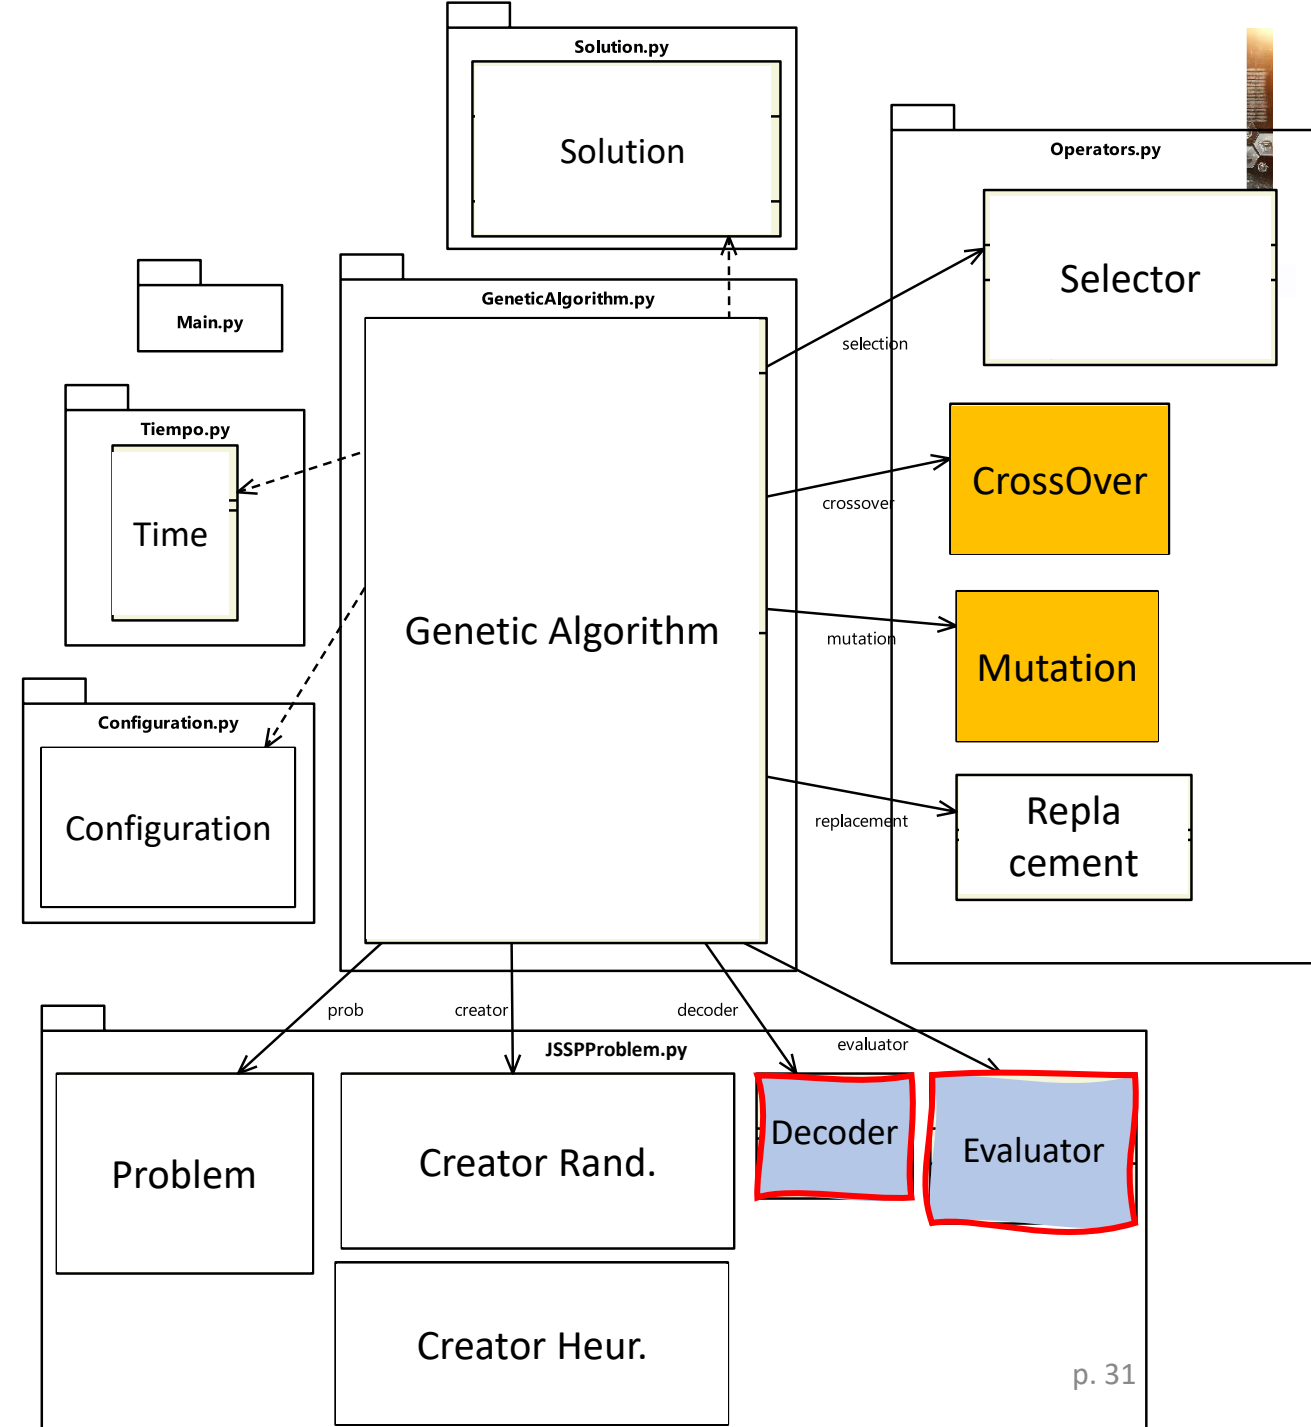 Solution.py
Solution
Operators.py
Selector
Main.py
GeneticAlgorithm.py
selection
Tiempo.py
Time
crossover
CrossOver
Genetic Algorithm
mutation
Mutation
Configuration.py
Configuration
replacement
Repla
cement
prob
creator
decoder
evaluator
JSSPProblem.py
Problem
Creator Rand.
Decoder
Evaluator
Creator Heur.
p. 31